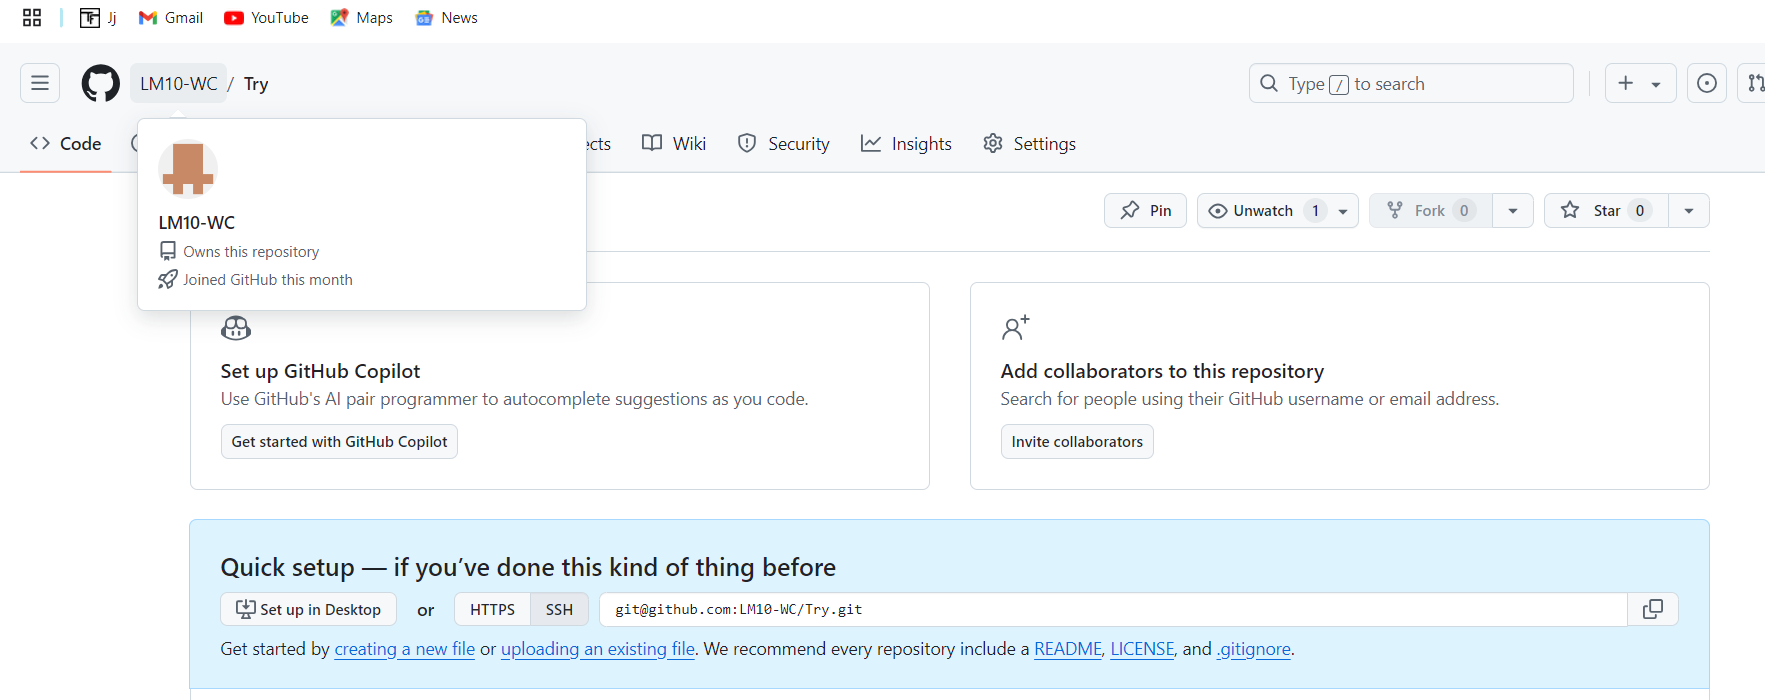 Jj Gmail YouTube Maps News
LM10-WC / Try
Type / to search
Code
ects Wiki Security Insights Settings
LM10-WC
Owns this repository
Joined GitHub this month
Pin Unwatch 1 Fork 0 Star 0
Set up GitHub Copilot
Use GitHub's AI pair programmer to autocomplete suggestions as you code.
Get started with GitHub Copilot
Add collaborators to this repository
Search for people using their GitHub username or email address.
Invite collaborators
Quick setup — if you’ve done this kind of thing before
Set up in Desktop or HTTPS SSH git@github.com:LM10-WC/Try.git
Get started by creating a new file or uploading an existing file. We recommend every repository include a README, LICENSE, and .gitignore.